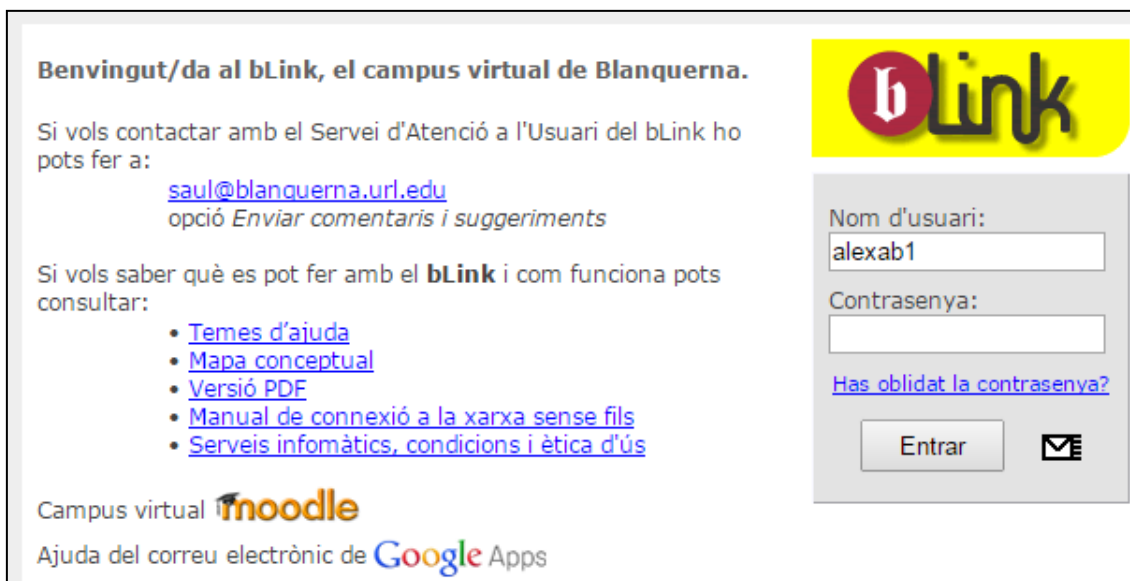 Benvingut/da al bLink, el campus virtual de Blanquerna.
Si vols contactar amb el Servei d'Atenció a l'Usuari del bLink ho
pots fer a:
saul@blanquerna.url.edu
opció Enviar comentaris i suggeriments
Si vols saber què es pot fer amb el bLink i com funciona pots
consultar:
• Temes d’ajuda
• Mapa conceptual
• Versió PDF
• Manual de connexió a la xarxa sense fils
• Serveis infomàtics, condicions i ètica d'ús
Campus virtual moodle
Ajuda del correu electrònic de Google Apps
bLink
Nom d'usuari:
alexab1
Contrasenya:
Has oblidat la contrasenya?
Entrar